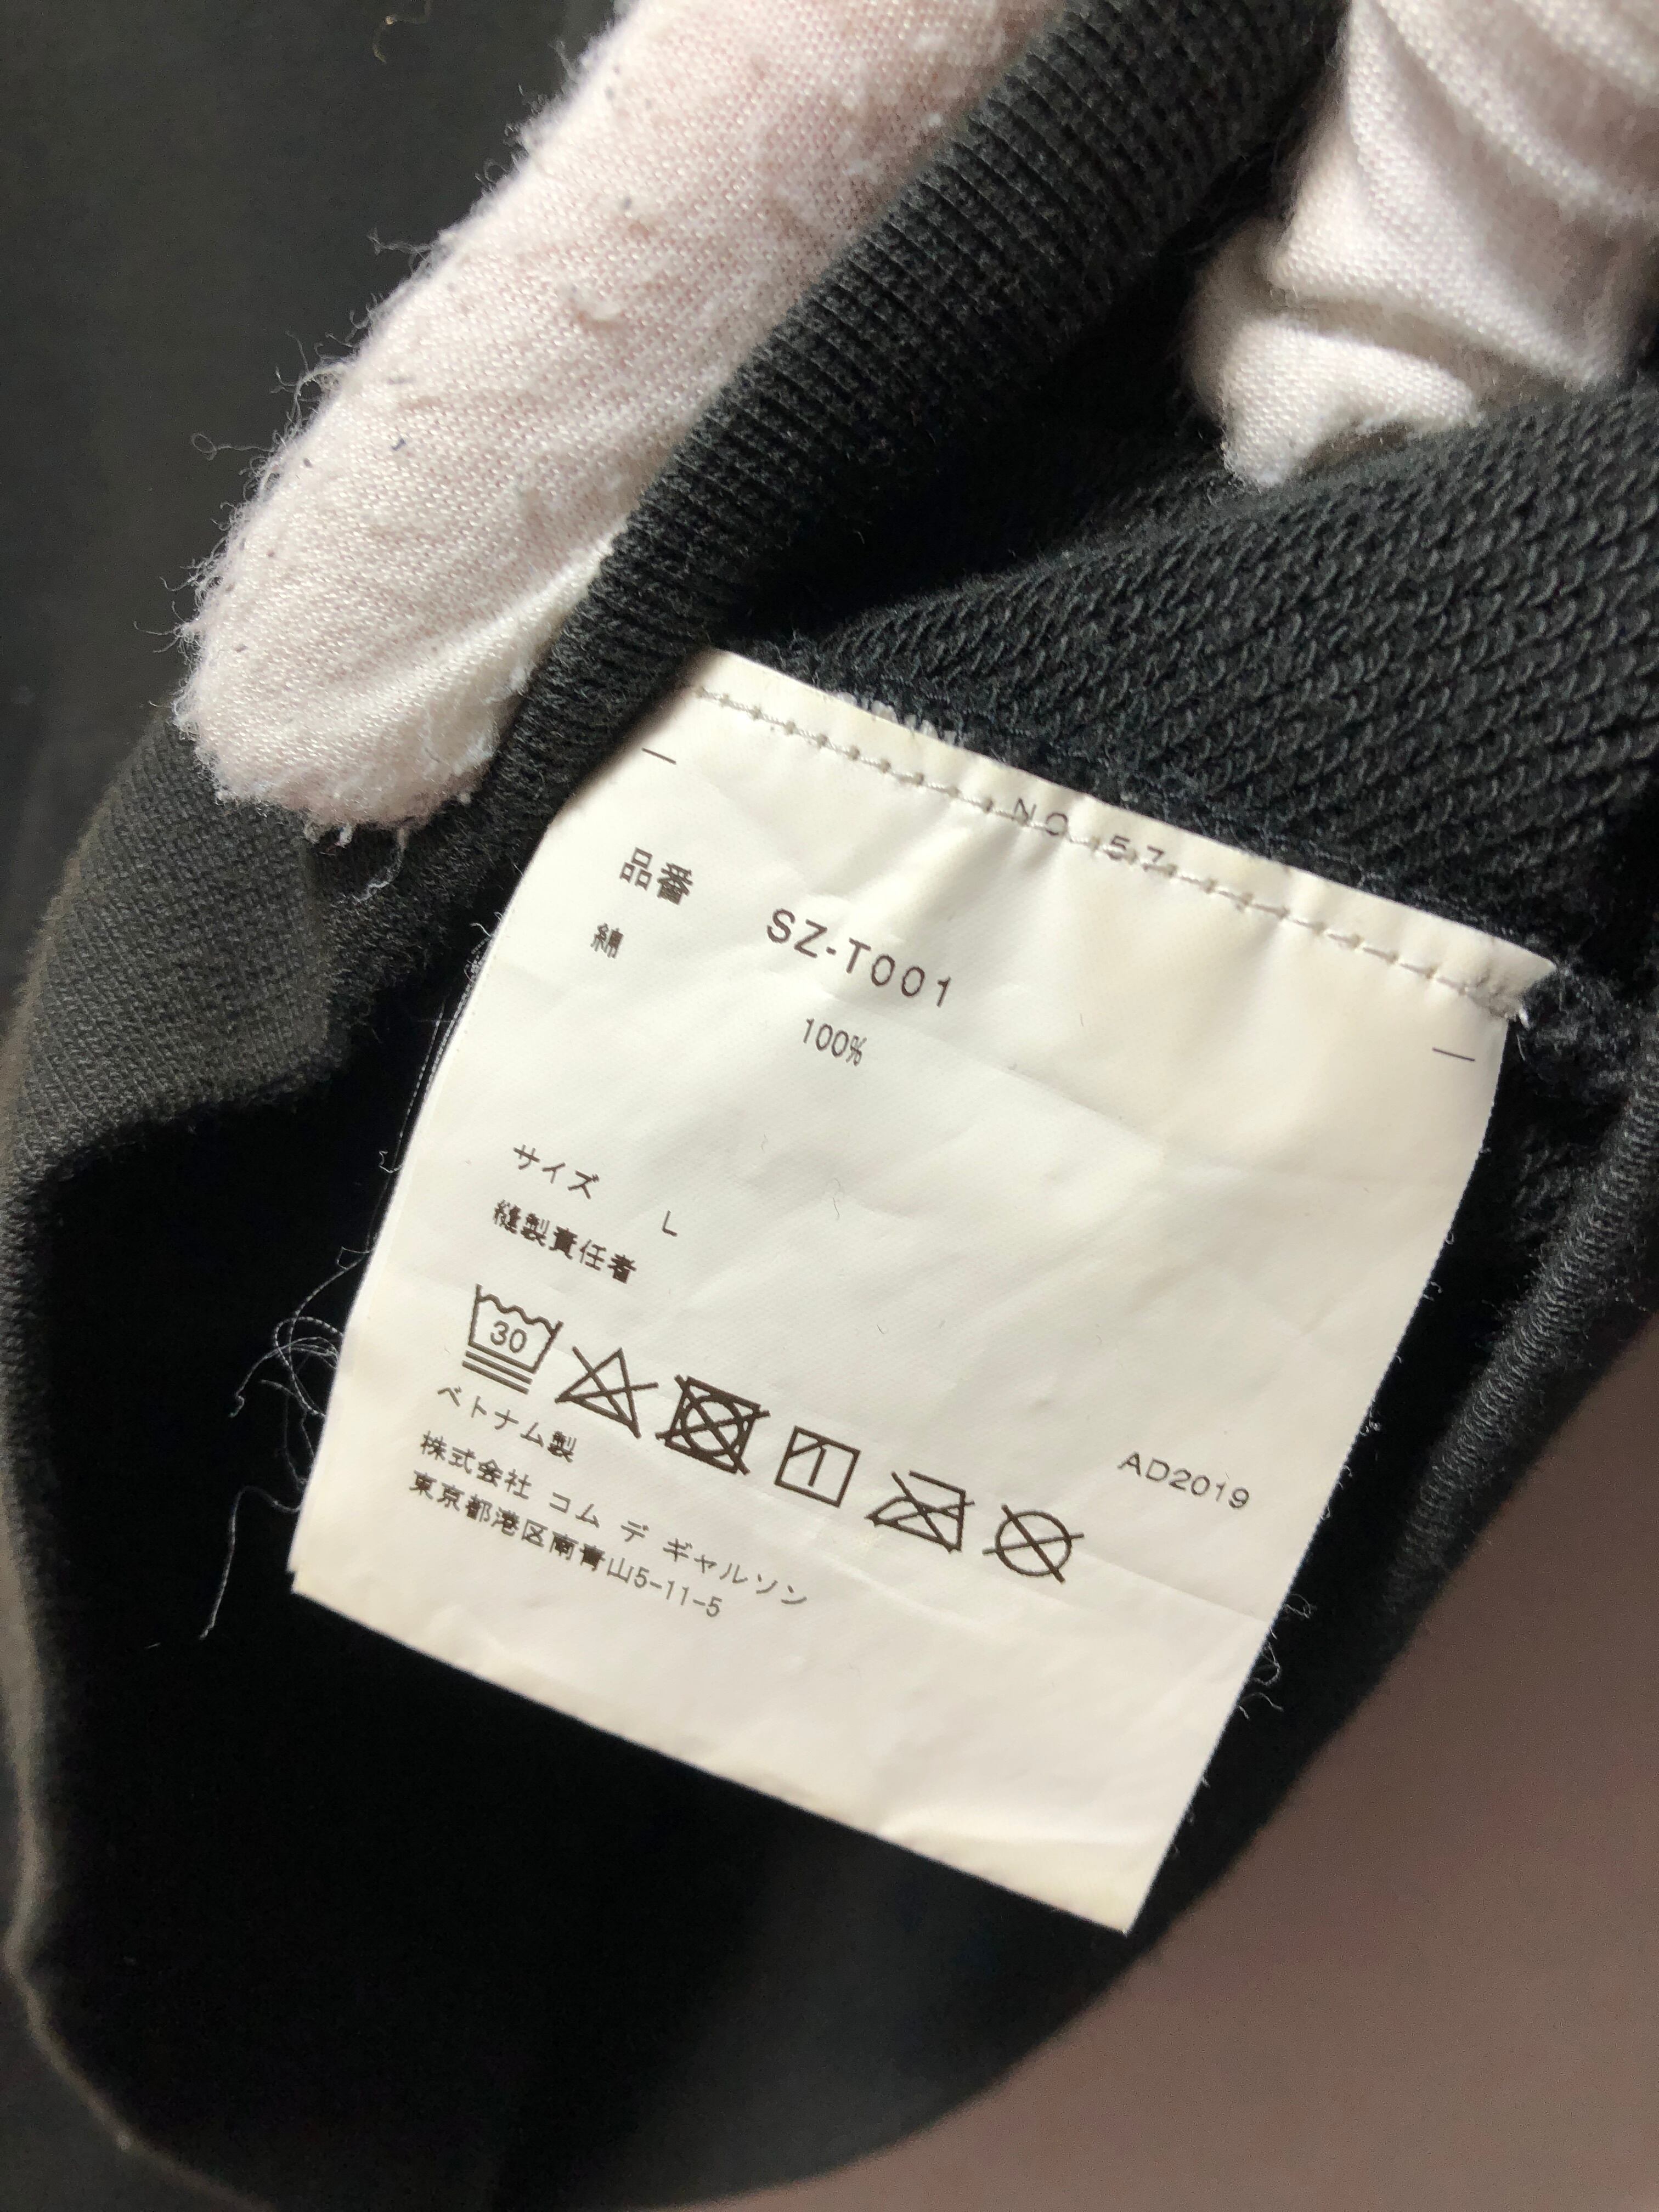 NO 57
品番 SZ-T001
綿 100%
サイズ L
縫製責任者
30
ベトナム製
AD2019
株式会社 コム デ ギャルソン
東京都港区南青山5-11-5